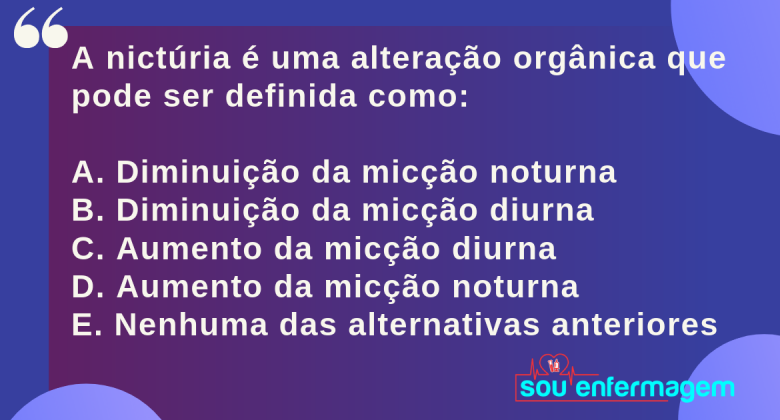 A nictúria é uma alteração orgânica que
pode ser definida como:
A. Diminuição da micção noturna
B. Diminuição da micção diurna
C. Aumento da micção diurna
D. Aumento da micção noturna
E. Nenhuma das alternativas anteriores
sou enfermagem